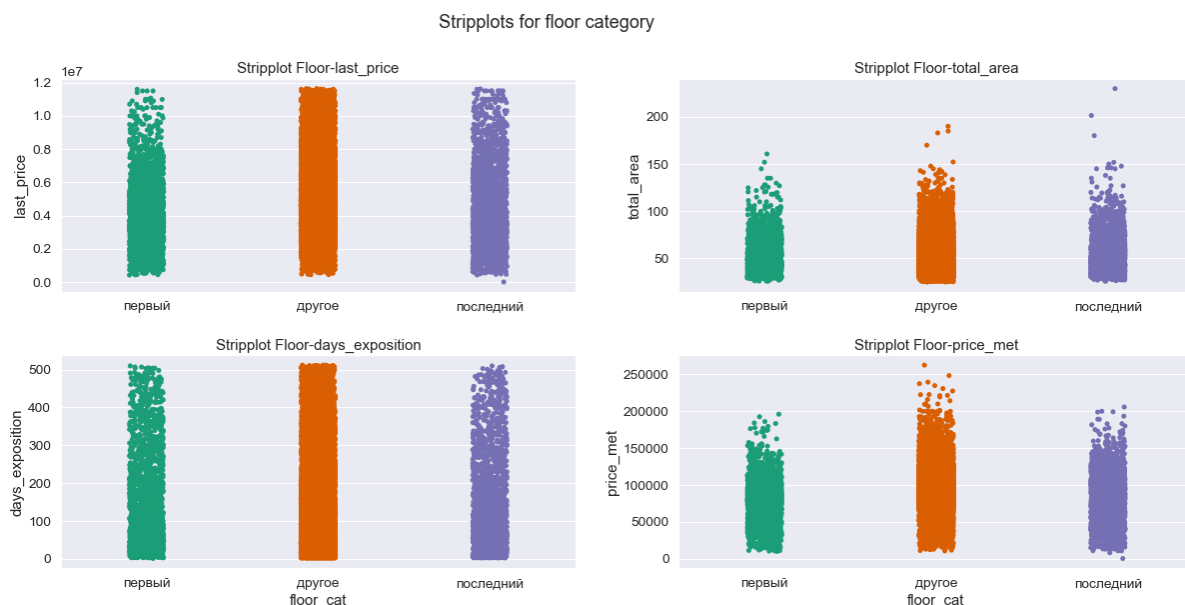 Stripplots for floor category
Stripplot Floor-last_price
1e7
1.2
1.0
0.8
0.6
0.4
0.2
0.0
last_price
первый
другое
последний
Stripplot Floor-total_area
200
150
100
50
total_area
первый
другое
последний
Stripplot Floor-days_exposition
500
400
300
200
100
0
days_exposition
первый
другое
последний
floor_cat
Stripplot Floor-price_met
250000
200000
150000
100000
50000
0
price_met
первый
другое
последний
floor_cat